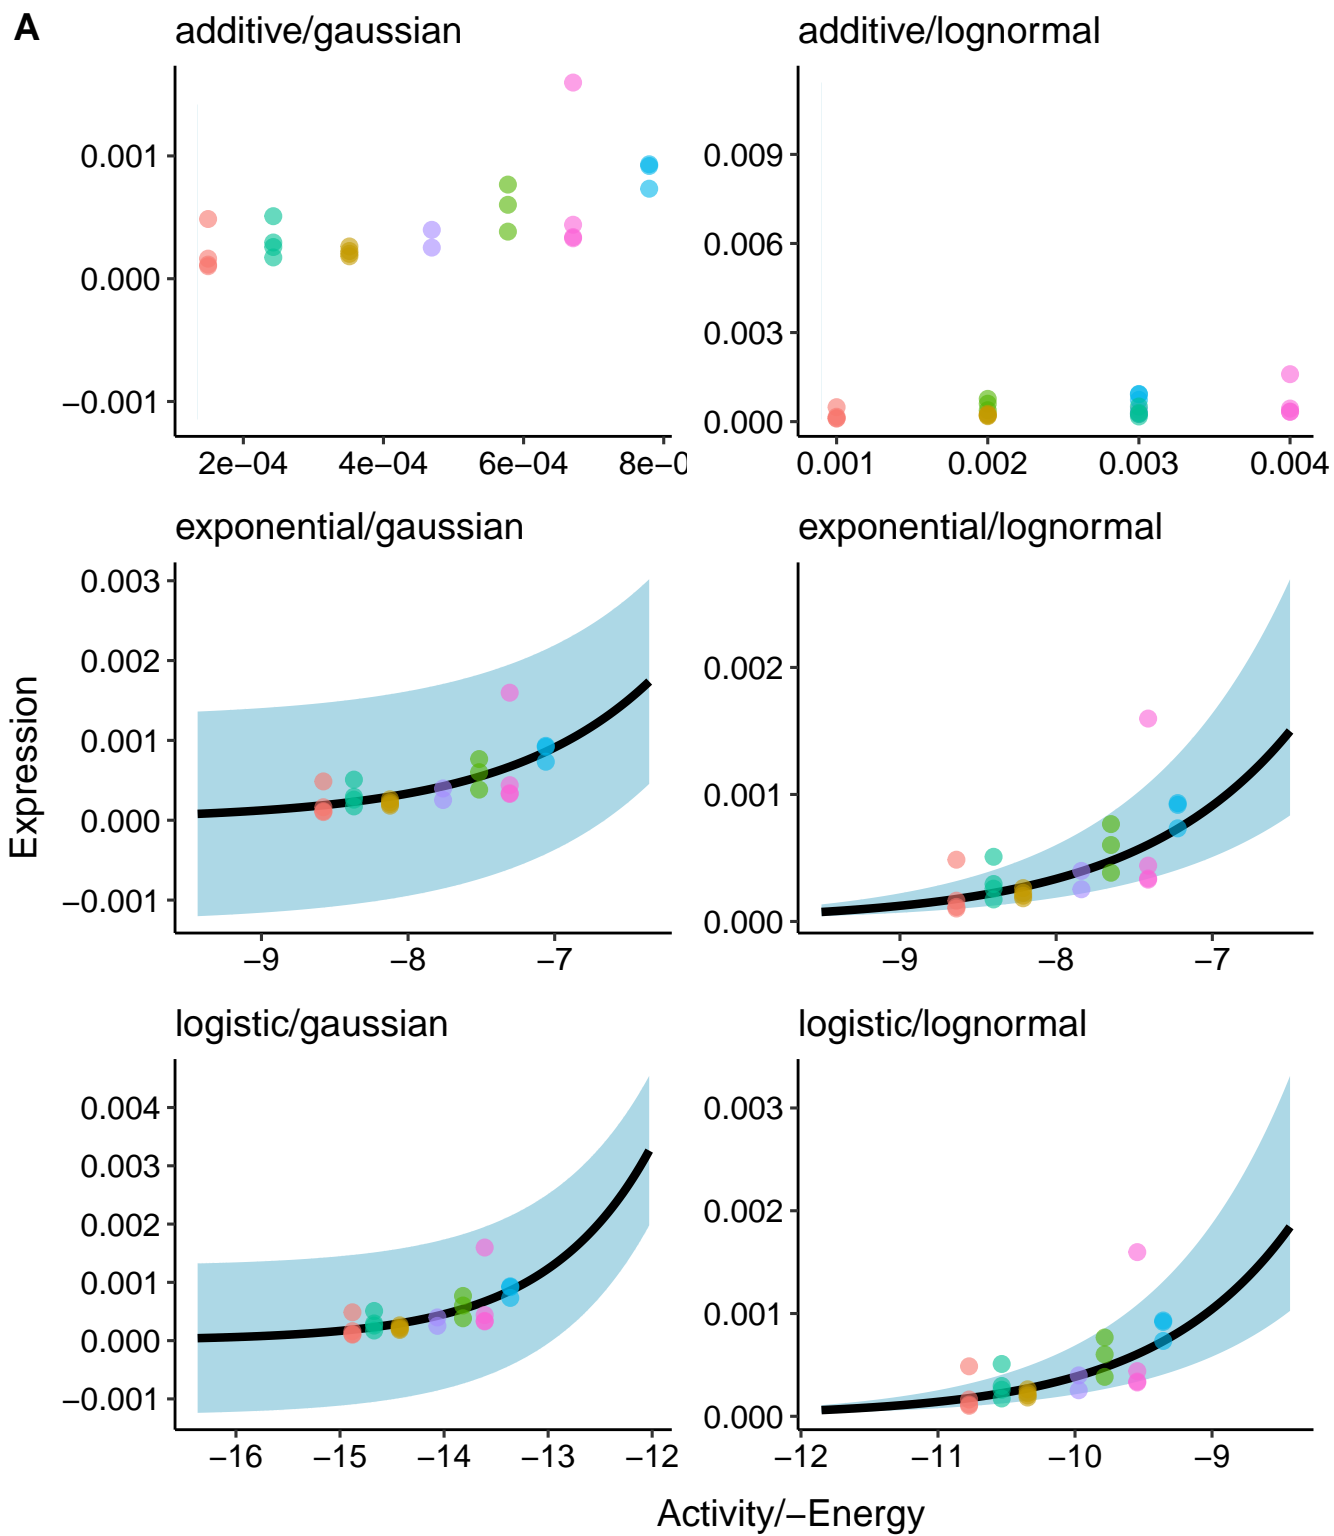 A
additive/gaussian
additive/lognormal
0.001
0.000
−0.001
2e−04 4e−04 6e−04 8e−0
0.009
0.006
0.003
0.000
0.001 0.002 0.003 0.004
exponential/gaussian
exponential/lognormal
0.003
0.002
0.001
0.000
−0.001
−9 −8 −7
0.002
0.001
0.000
−9 −8 −7
Expression
logistic/gaussian
logistic/lognormal
0.004
0.003
0.002
0.001
0.000
−0.001
−16 −15 −14 −13 −12
0.003
0.002
0.001
0.000
−12 −11 −10 −9
Activity/−Energy